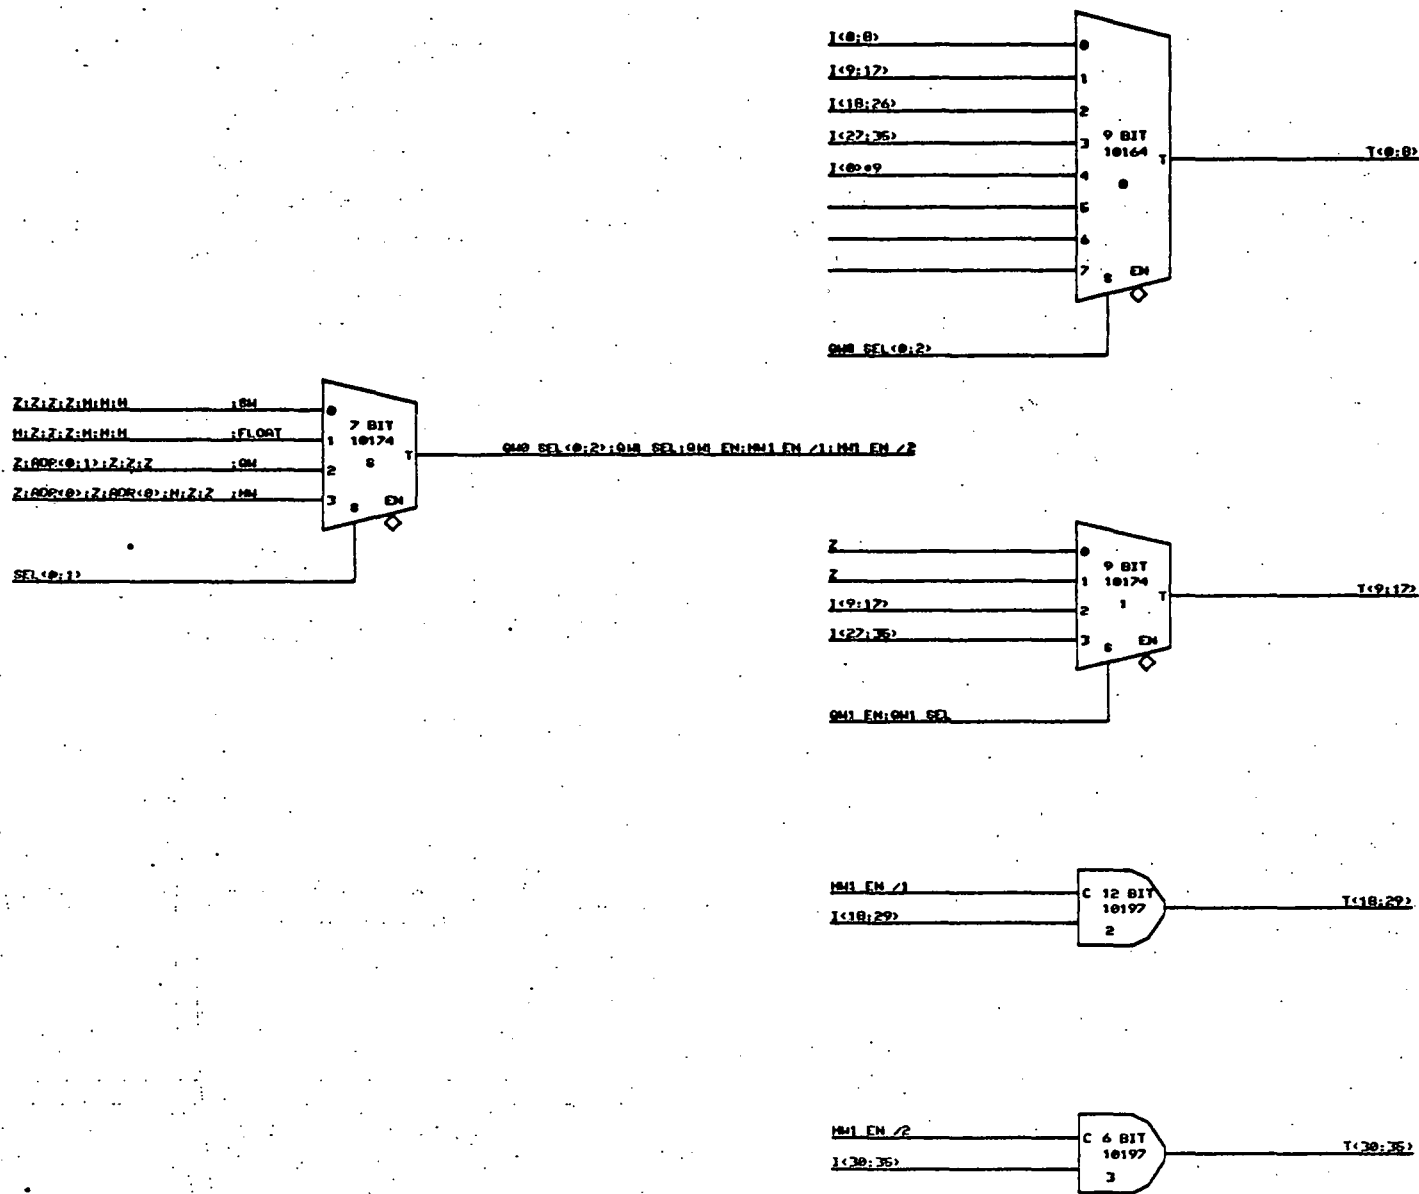 I<0:8>
I<9:17>
I<18:26>
I<27:35>
I<0>*9
0
1
2
3
4
5
6
7
9 BIT
10164
0
T
S EN
T<0:8>
QW0 SEL<0:2>
Z:Z:Z:Z:H:H:H :SW
H:Z:Z:Z:H:H:H :FLOAT
Z:ADR<0:1>:Z:Z:Z :QW
Z:ADR<0>:Z:ADR<0>:H:Z:Z :HW
0
1
2
3
7 BIT
10174
S
T
S EN
SEL<0:1>
QW0 SEL<0:2>:QW1 SEL:QW1 EN:HW1 EN /1:HW1 EN /2
Z
Z
I<9:17>
I<27:35>
0
1
2
3
9 BIT
10174
1
T
S EN
T<9:17>
QW1 EN:QW1 SEL
HW1 EN /1
I<18:29>
C 12 BIT
10197
2
T<18:29>
HW1 EN /2
I<30:35>
C 6 BIT
10197
3
T<30:35>